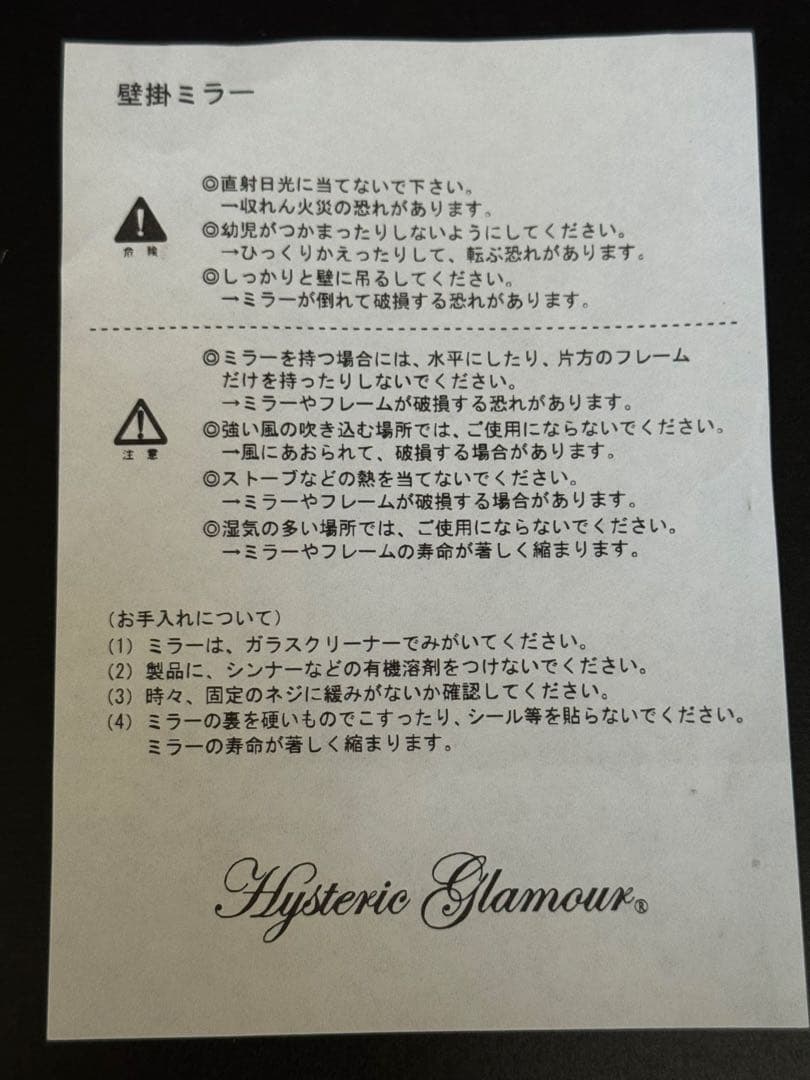 壁掛ミラー
◎直射日光に当てないで下さい。
→収れん火災の恐れがあります。
◎幼児がつかまったりしないようにしてください。
→ひっくりかえったりして、転ぶ恐れがあります。
◎しっかりと壁に吊るしてください。
→ミラーが倒れて破損する恐れがあります。
危険
◎ミラーを持つ場合には、水平にしたり、片方のフレーム
だけを持ったりしないでください。
→ミラーやフレームが破損する恐れがあります。
◎強い風の吹き込む場所では、ご使用にならないでください。
→風にあおられて、破損する場合があります。
◎ストーブなどの熱を当てないでください。
→ミラーやフレームが破損する場合があります。
◎湿気の多い場所では、ご使用にならないでください。
→ミラーやフレームの寿命が著しく縮まります。
注意
(お手入れについて)
(1) ミラーは、ガラスクリーナーでみがいてください。
(2) 製品に、シンナーなどの有機溶剤をつけないでください。
(3) 時々、固定のネジに緩みがないか確認してください。
(4) ミラーの裏を硬いものでこすったり、シール等を貼らないでください。
ミラーの寿命が著しく縮まります。
Hysteric Glamour®